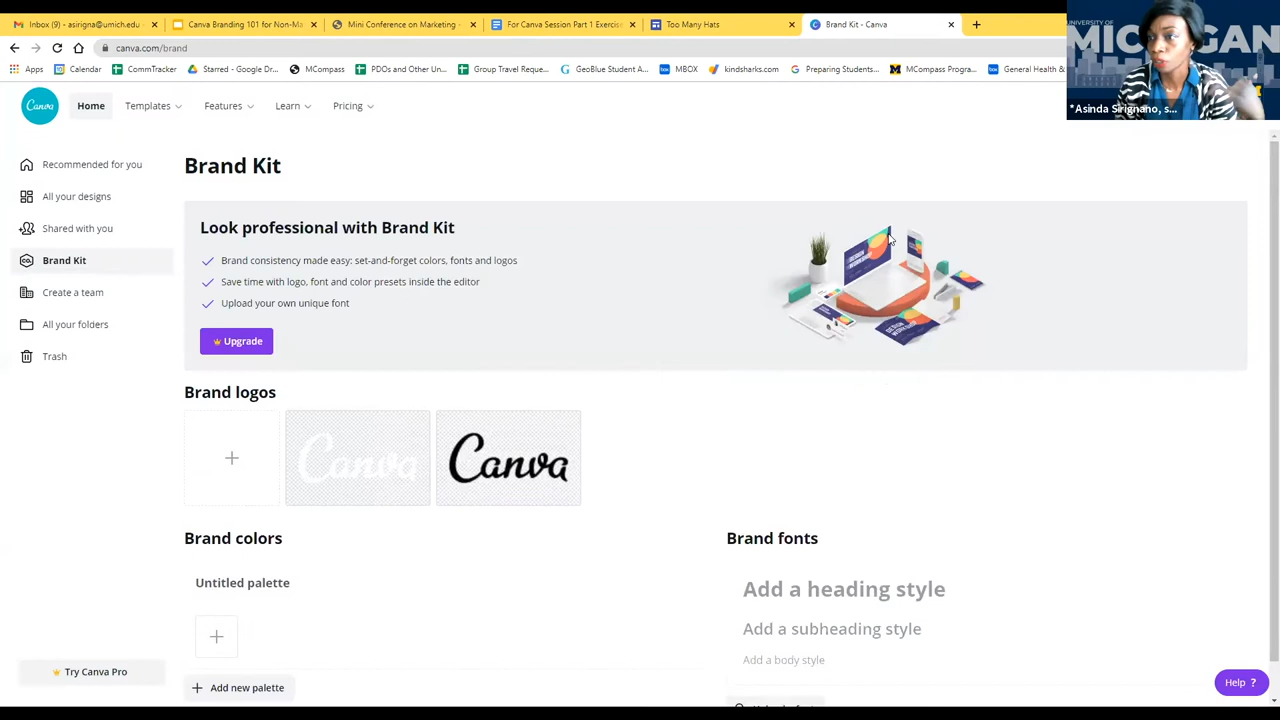 Inbox (9) - asirigna@umich.edu
Canva Branding 101 for Non-Ma
Mini Conference on Marketing -
For Canva Session Part 1 Exercise
Too Many Hats
Brand Kit - Canva
canva.com/brand
Apps
Calendar
CommTracker
Starred - Google Dr...
MCompass
PDOs and Other Un...
Group Travel Reque...
GeoBlue Student A...
MBOX
kindsharks.com
Preparing Students...
MCompass Progra...
General Health &
UNIVERSITY OF
MICHIGAN
*Asinda Sirignano, s...
Canva
Home
Templates
Features
Learn
Pricing
Recommended for you
All your designs
Shared with you
Brand Kit
Create a team
All your folders
Trash
Try Canva Pro
Brand Kit
Look professional with Brand Kit
Brand consistency made easy: set-and-forget colors, fonts and logos
Save time with logo, font and color presets inside the editor
Upload your own unique font
Upgrade
DESIGN
WORKSHOP
Brand logos
Canva
Canva
Brand colors
Untitled palette
Add new palette
Brand fonts
Add a heading style
Add a subheading style
Add a body style
Help ?